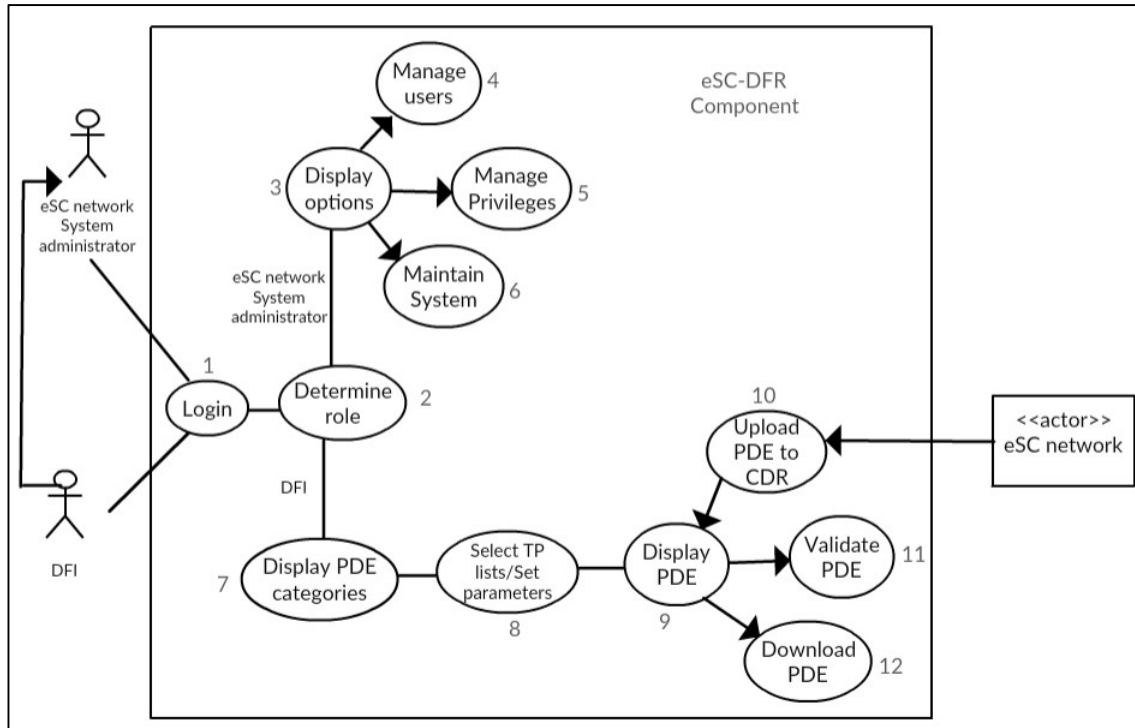 Manage
users
4
eSC-DFR
Component
3
Display
options
Manage
Privileges
5
eSC network
System
administrator
Maintain
System
6
eSC network
System
administrator
1
Login
Determine
role
2
10
Upload
PDE to
CDR
<<actor>>
eSC network
DFI
DFI
7
Display PDE
categories
Select TP
lists/Set
parameters
8
Display
PDE
9
Validate
PDE
11
Download
PDE
12